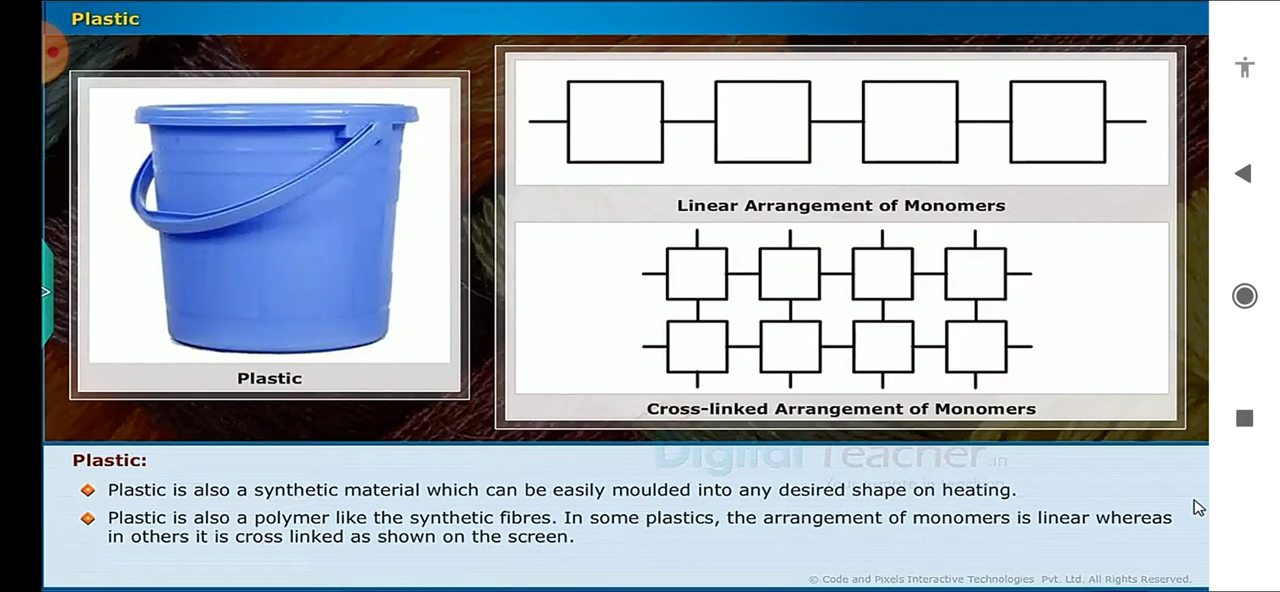 Plastic
Plastic
Linear Arrangement of Monomers
Cross-linked Arrangement of Monomers
Digital Teacher.in
Plastic:
Plastic is also a synthetic material which can be easily moulded into any desired shape on heating.
Plastic is also a polymer like the synthetic fibres. In some plastics, the arrangement of monomers is linear whereas
in others it is cross linked as shown on the screen.
© Code and Pixels Interactive Technologies Pvt. Ltd. All Rights Reserved.